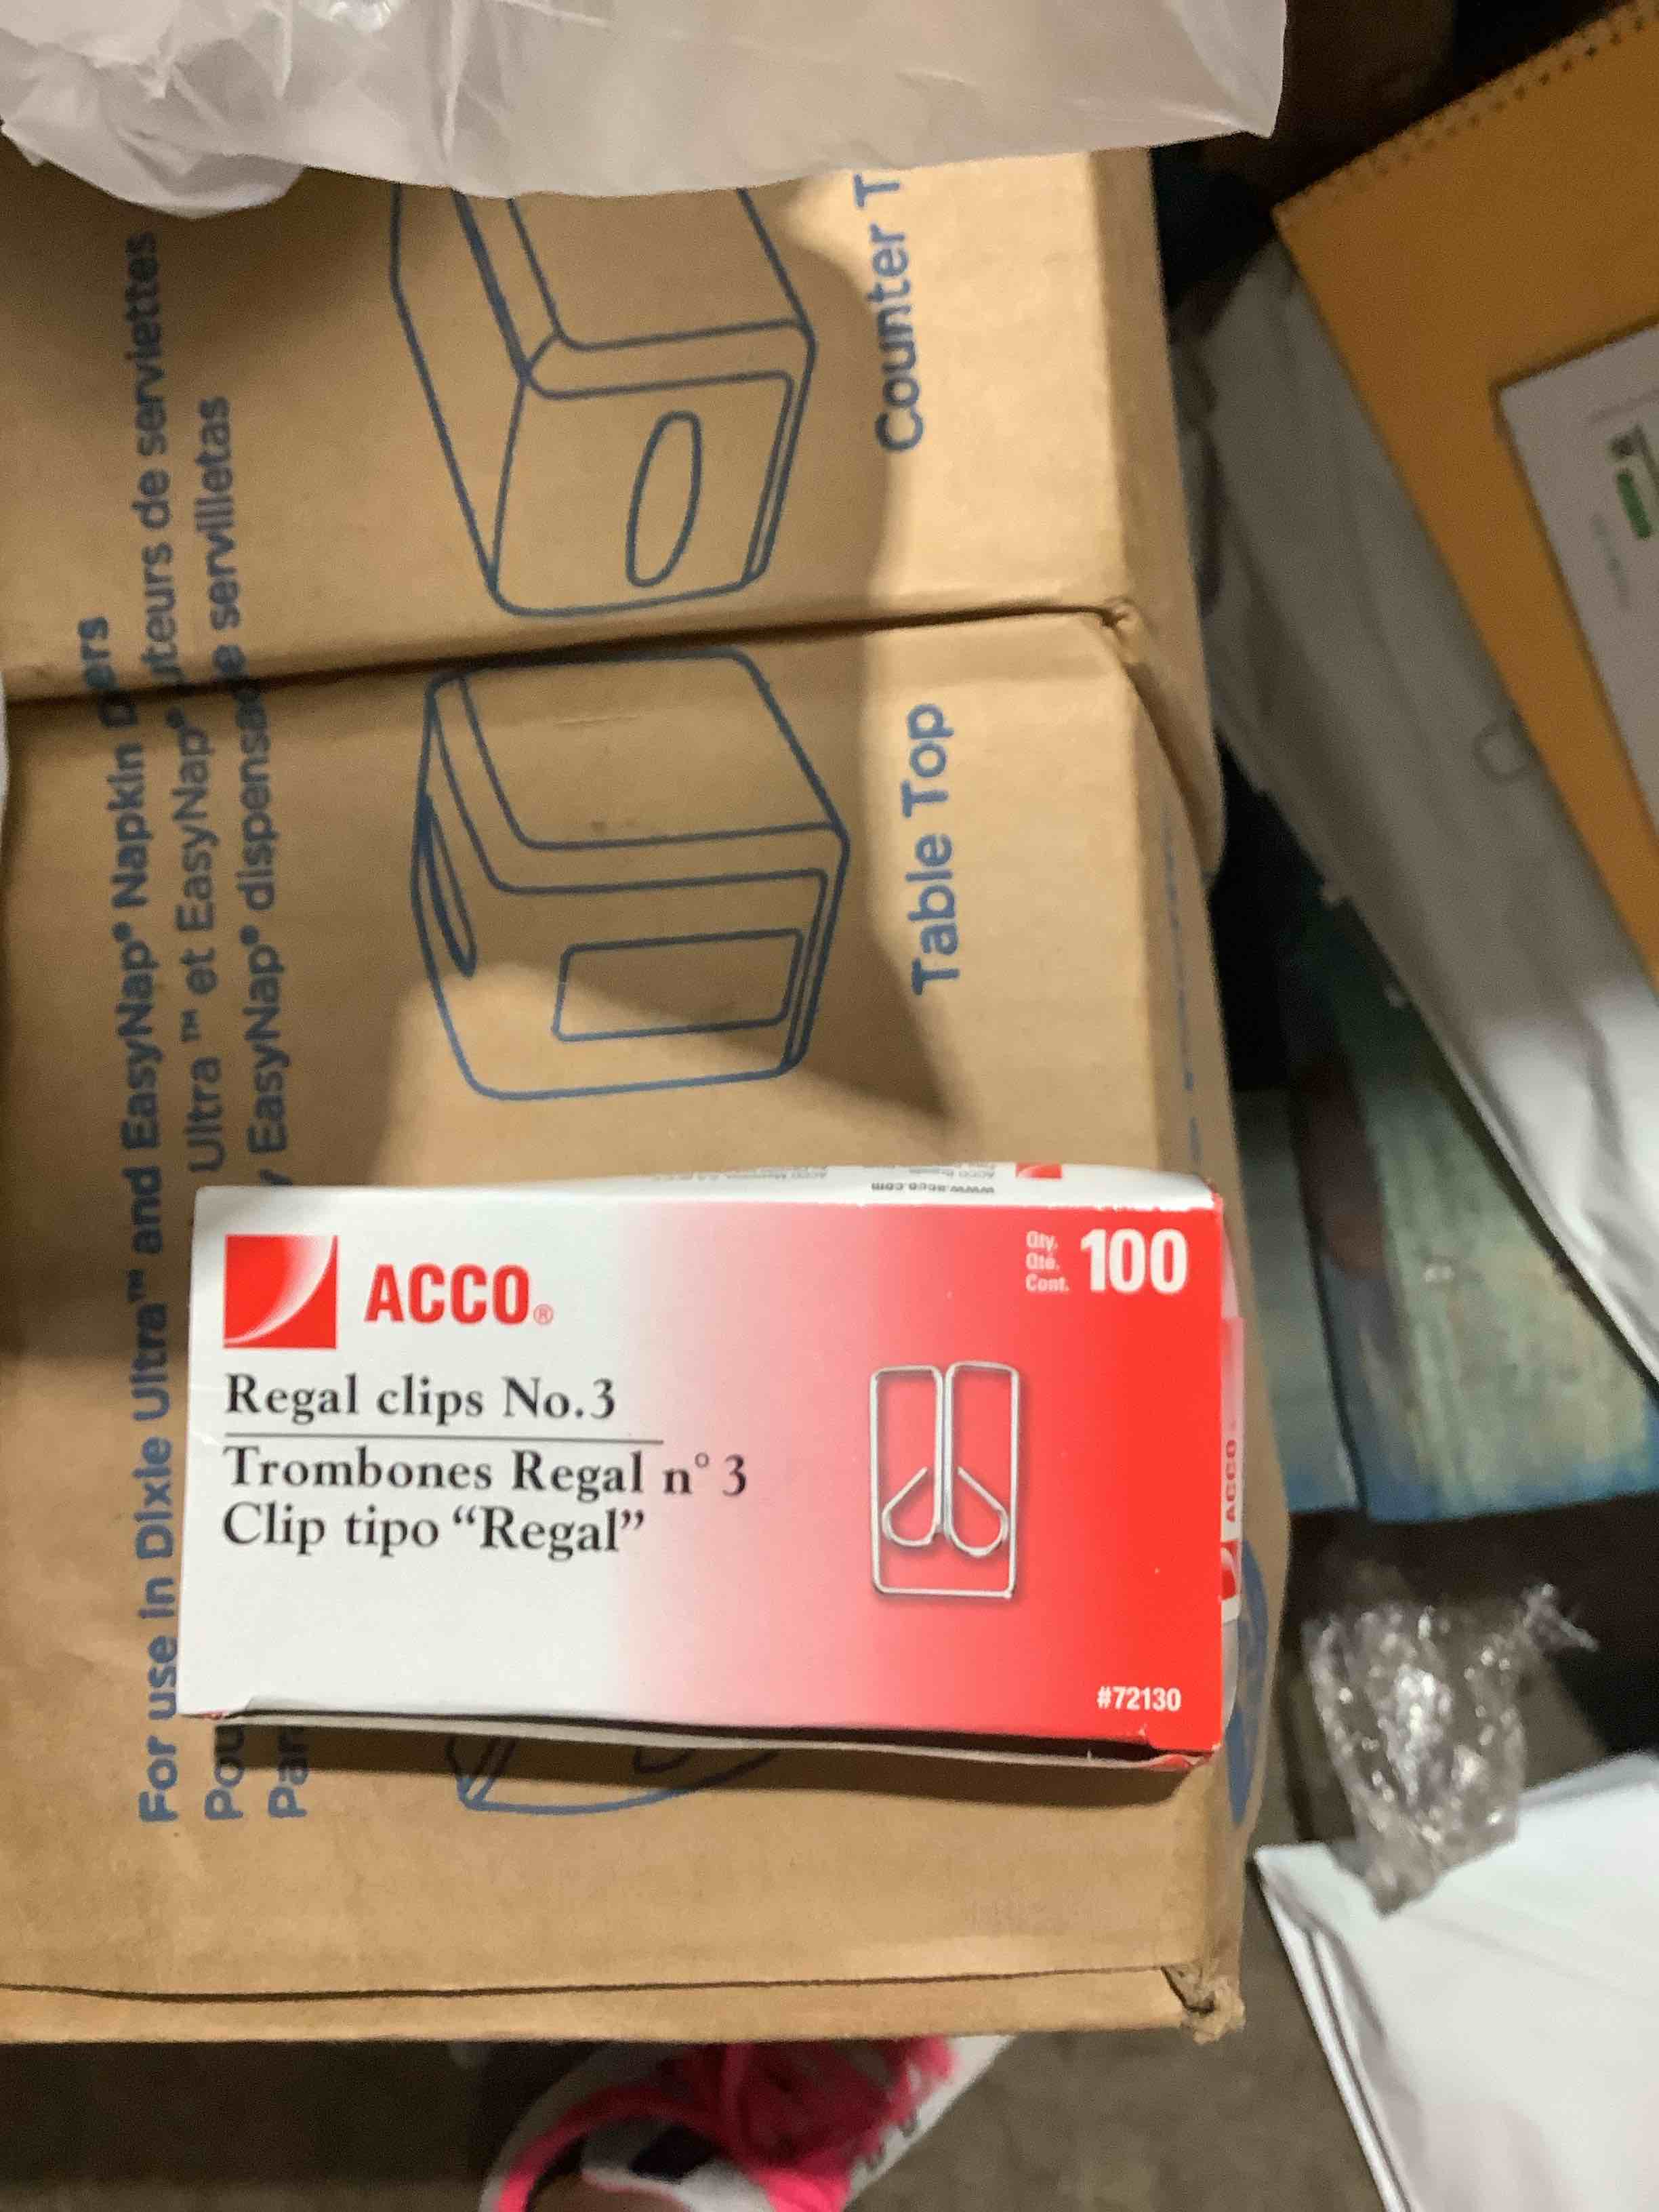 ACCO®
Qty.
Qté.
Cont.
100
Regal clips No.3
Trombones Regal n° 3
Clip tipo “Regal”
#72130
www.acco.com
ACCO
For use in Dixie Ultra™ and EasyNap® Napkin
Ultra™ et EasyNap® de serviettes
EasyNap® servilletas
Table Top
Counter